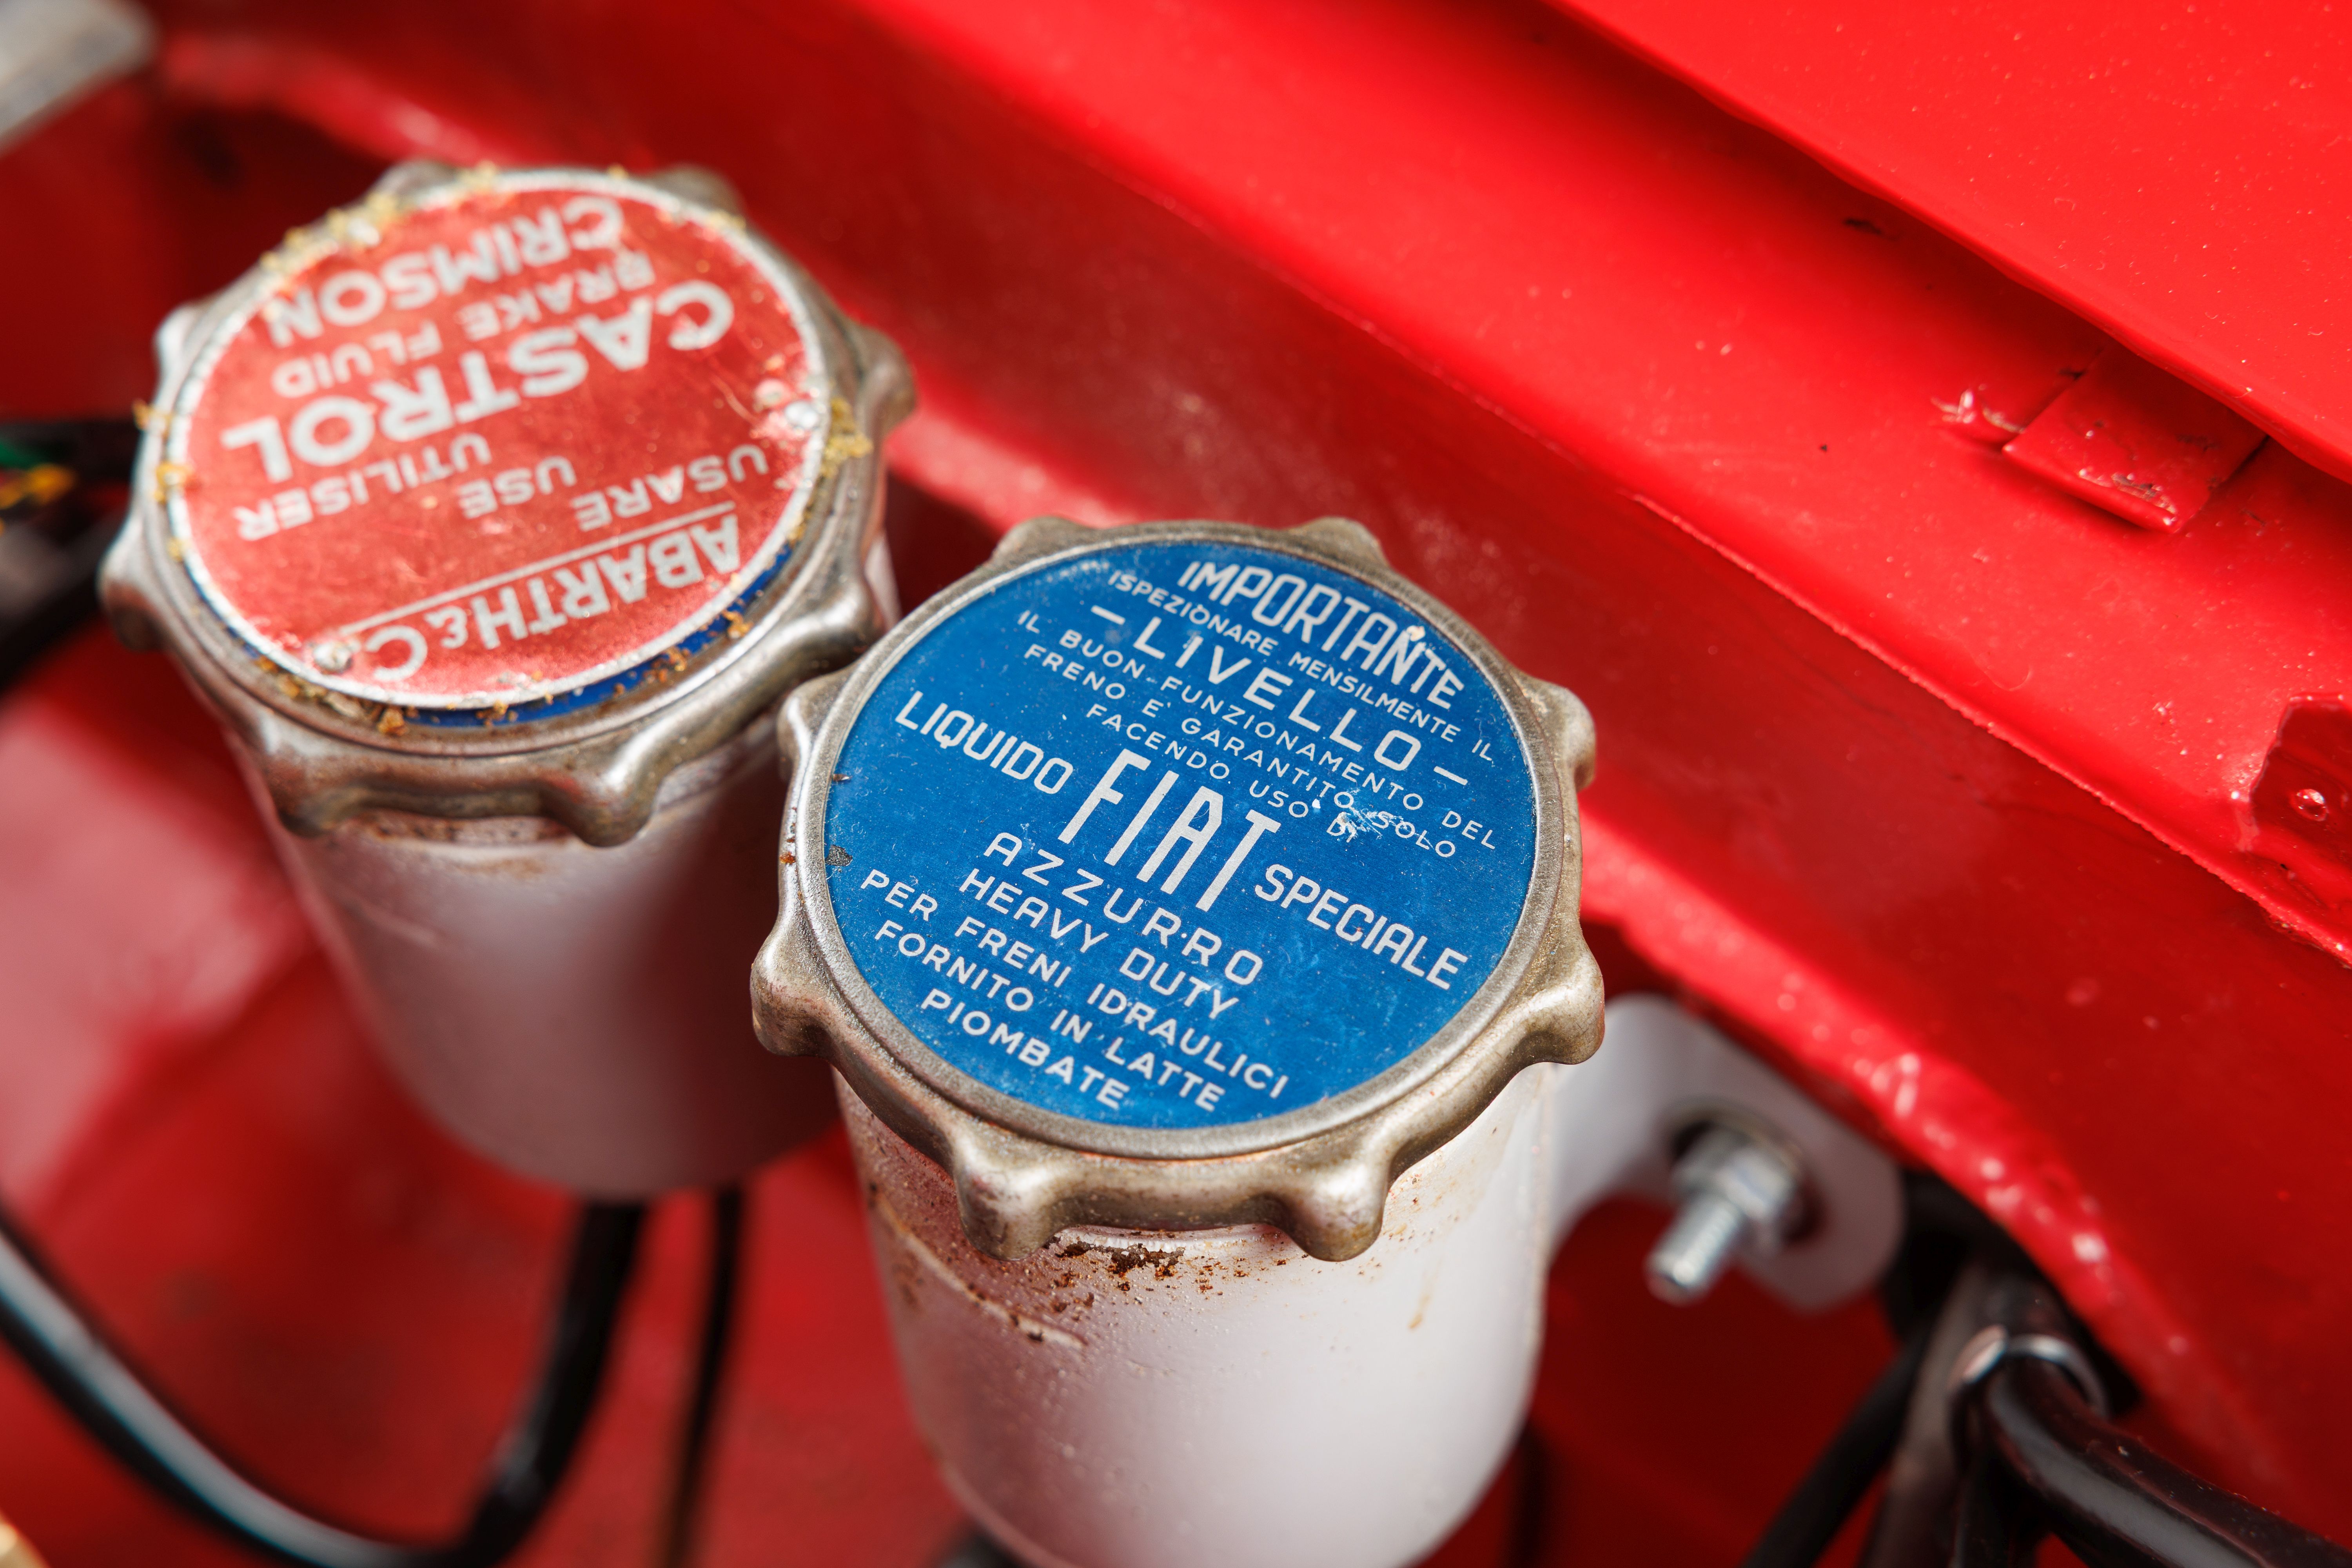 ABARTH & C.
USARE
USE
UTILISER
CASTROL
BRAKE FLUID
CRIMSON
IMPORTANTE
ISPEZIONARE MENSILMENTE IL
– LIVELLO –
IL BUON FUNZIONAMENTO DEL
FRENO E' GARANTITO SOLO
FACENDO USO DI
LIQUIDO FIAT SPECIALE
AZZURRO
HEAVY DUTY
PER FRENI IDRAULICI
FORNITO IN LATTE
PIOMBATE